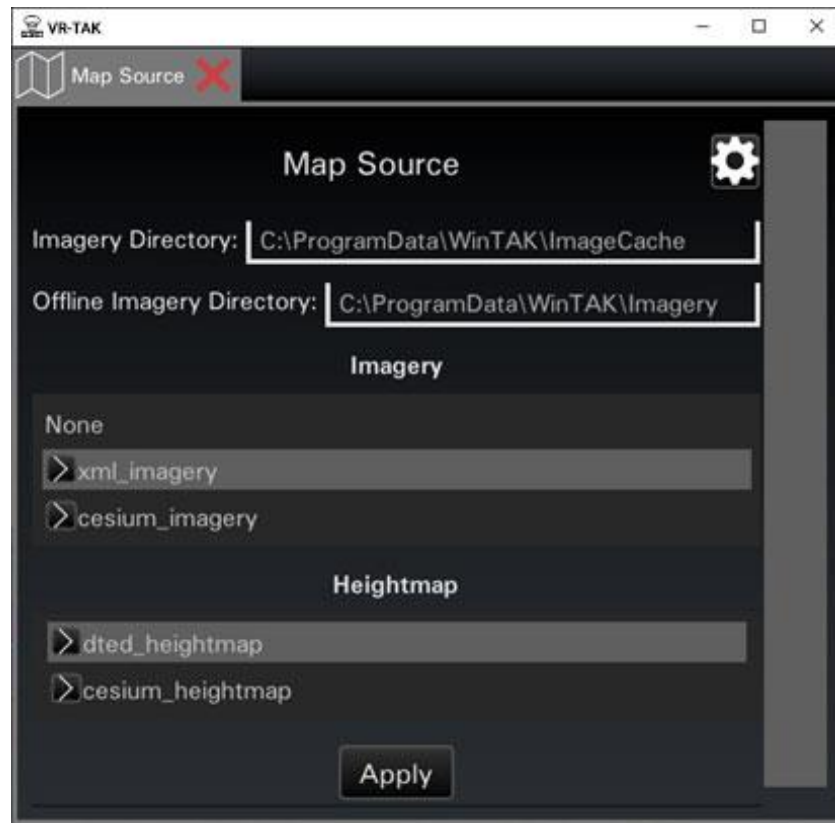 VR-TAK
Map Source
Map Source
Imagery Directory: C:\ProgramData\WinTAK\ImageCache
Offline Imagery Directory: C:\ProgramData\WinTAK\Imagery
Imagery
None
xml_imagery
cesium_imagery
Heightmap
dted_heightmap
cesium_heightmap
Apply